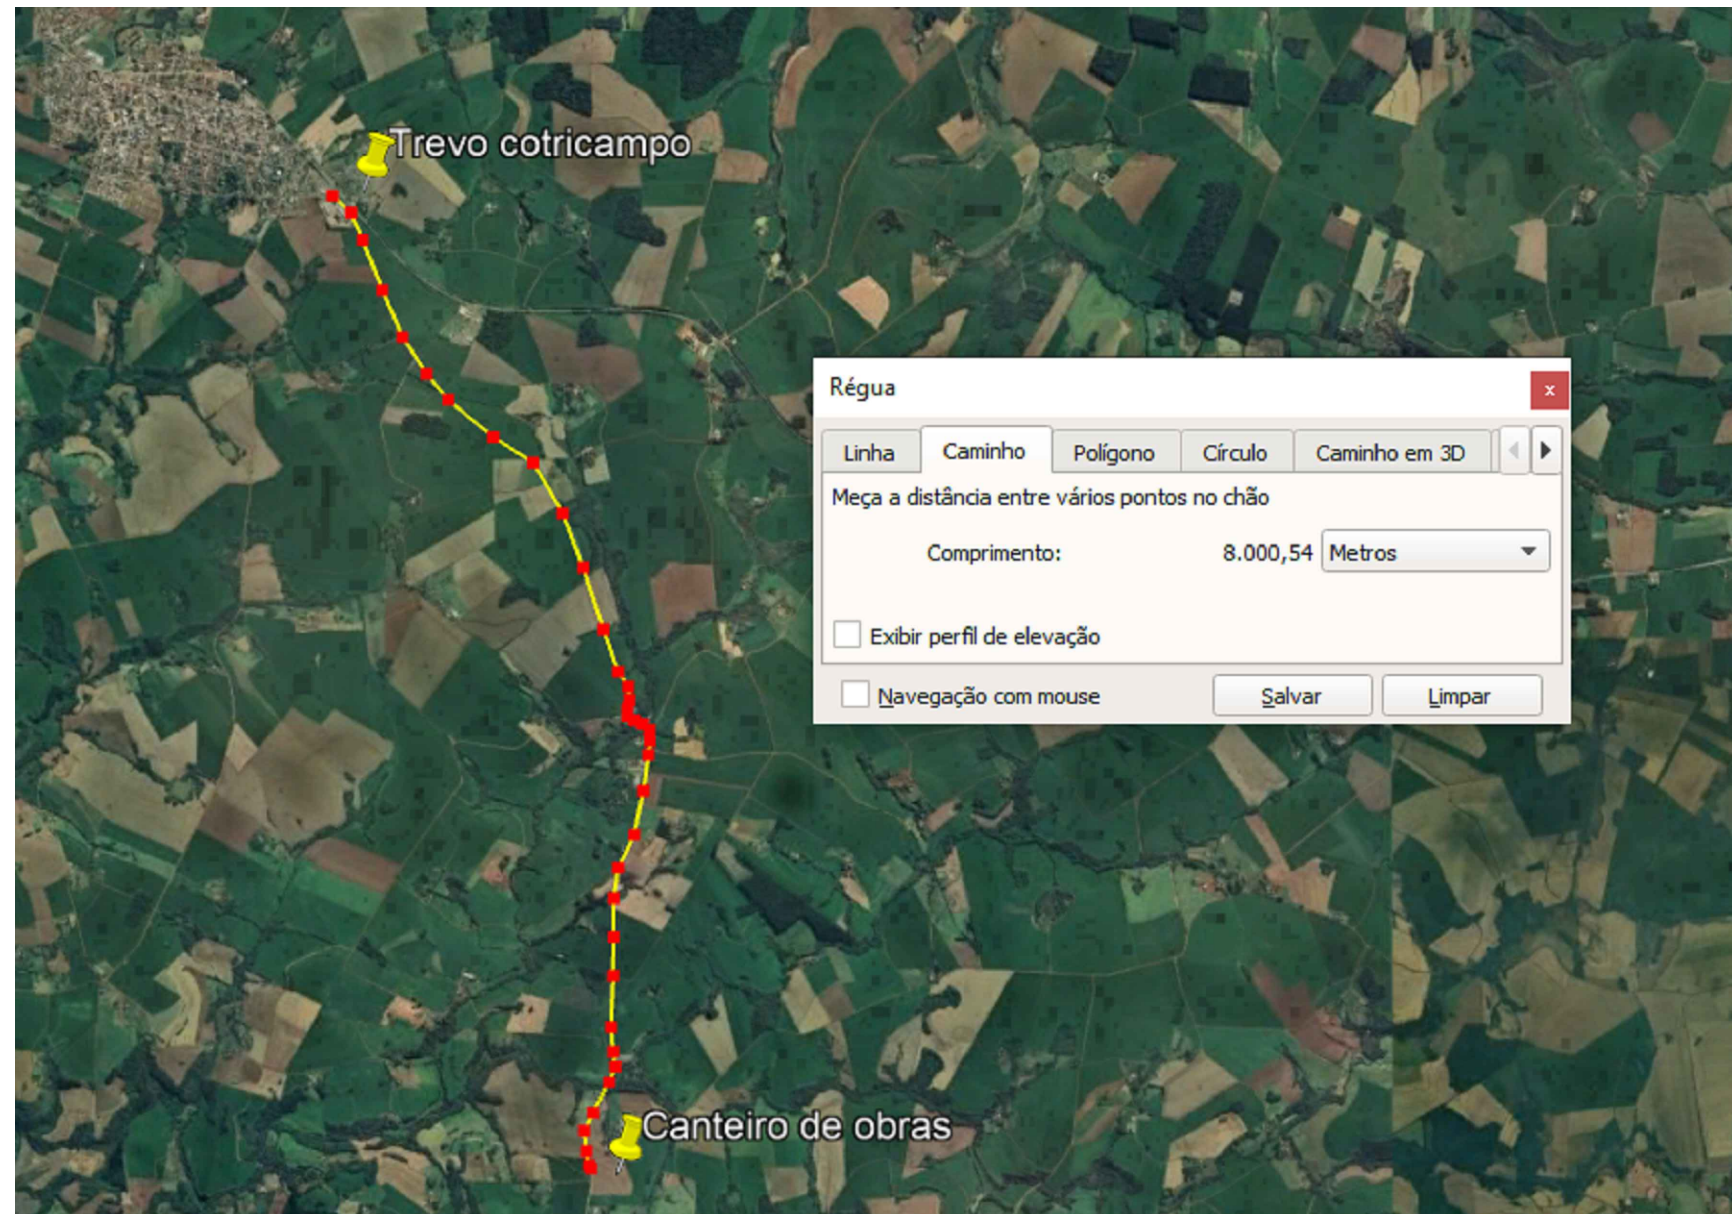 Trevo cotricampo
Régua
x
Linha Caminho Polígono Círculo Caminho em 3D
Meça a distância entre vários pontos no chão
Comprimento: 8.000,54 Metros
Exibir perfil de elevação
Navegação com mouse Salvar Limpar
Canteiro de obras